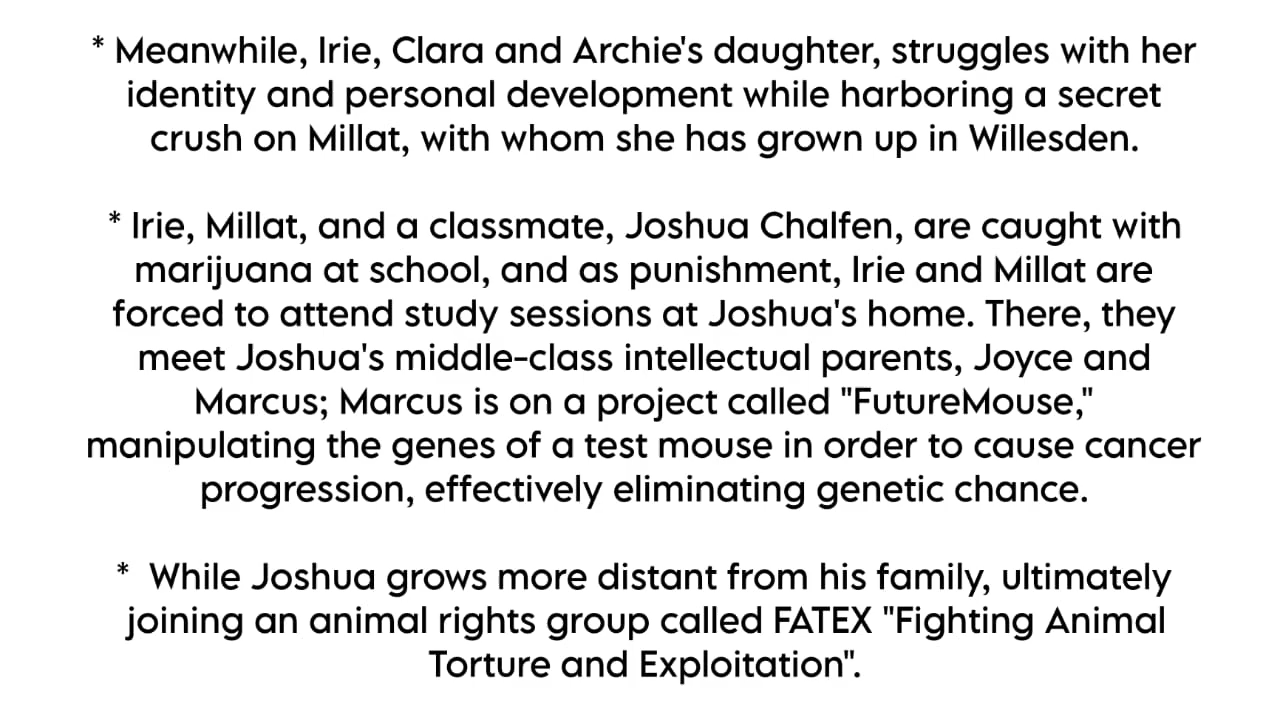 * Meanwhile, Irie, Clara and Archie's daughter, struggles with her
identity and personal development while harboring a secret
crush on Millat, with whom she has grown up in Willesden.
* Irie, Millat, and a classmate, Joshua Chalfen, are caught with
marijuana at school, and as punishment, Irie and Millat are
forced to attend study sessions at Joshua's home. There, they
meet Joshua's middle-class intellectual parents, Joyce and
Marcus; Marcus is on a project called "FutureMouse,"
manipulating the genes of a test mouse in order to cause cancer
progression, effectively eliminating genetic chance.
* While Joshua grows more distant from his family, ultimately
joining an animal rights group called FATEX "Fighting Animal
Torture and Exploitation".